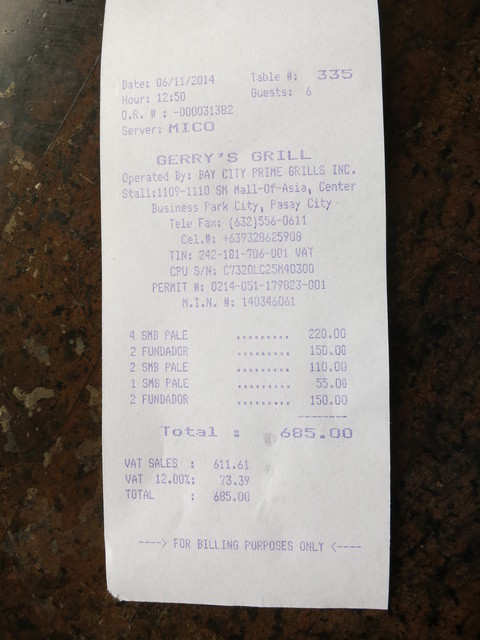 Date: 06/11/2014 Table #: 335
Hour: 12:50 Guests: 6
O.R. # : -000031382
Server: MICO
GERRY'S GRILL
Operated By: BAY CITY PRIME GRILLS INC.
Stall:1109-1110 SM Mall-Of-Asia, Center
Business Park City, Pasay City
Tele Fax: (632)556-0611
Cel.#: +639328625908
TIN: 242-181-706-001 VAT
CPU S/N: C7320LC25M40300
PERMIT #: 0214-051-179823-001
M.I.N. #: 140346061
4 SMB PALE ......... 220.00
2 FUNDADOR ......... 150.00
2 SMB PALE ......... 110.00
1 SMB PALE ......... 55.00
2 FUNDADOR ......... 150.00
--------
Total : 685.00
VAT SALES : 611.61
VAT 12.00%: 73.39
TOTAL : 685.00
----> FOR BILLING PURPOSES ONLY <----